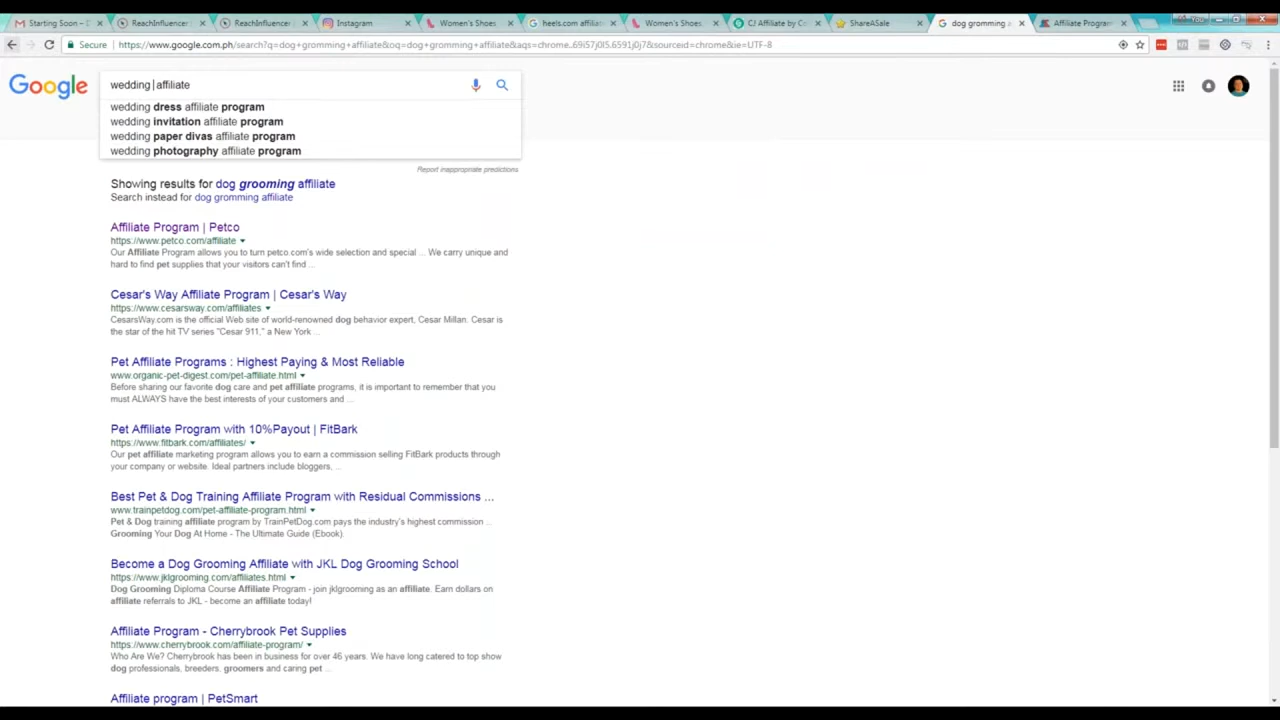 Starting Soon – D
ReachInfluencer
ReachInfluencer
Instagram
Women's Shoes
heels.com affiliat
Women's Shoes,
CJ Affiliate by Co
ShareASale
dog gromming a
Affiliate Program
You
Secure
https://www.google.com.ph/search?q=dog+gromming+affiliate&oq=dog+gromming+affiliate&aqs=chrome..69i57j0l5.6591j0j7&sourceid=chrome&ie=UTF-8
Google
wedding affiliate
wedding dress affiliate program
wedding invitation affiliate program
wedding paper divas affiliate program
wedding photography affiliate program
Report inappropriate predictions
Showing results for dog grooming affiliate
Search instead for dog gromming affiliate
Affiliate Program | Petco
https://www.petco.com/affiliate
Our Affiliate Program allows you to turn petco.com's wide selection and special ... We carry unique and
hard to find pet supplies that your visitors can't find ...
Cesar's Way Affiliate Program | Cesar's Way
https://www.cesarsway.com/affiliates
CesarsWay.com is the official Web site of world-renowned dog behavior expert, Cesar Millan. Cesar is
the star of the hit TV series "Cesar 911," a New York ...
Pet Affiliate Programs : Highest Paying & Most Reliable
www.organic-pet-digest.com/pet-affiliate.html
Before sharing our favorite dog care and pet affiliate programs, it is important to remember that you
must ALWAYS have the best interests of your customers and ...
Pet Affiliate Program with 10%Payout | FitBark
https://www.fitbark.com/affiliates/
Our pet affiliate marketing program allows you to earn a commission selling FitBark products through
your company or website. Ideal partners include bloggers, ...
Best Pet & Dog Training Affiliate Program with Residual Commissions ...
www.trainpetdog.com/pet-affiliate-program.html
Pet & Dog training affiliate program by TrainPetDog.com pays the industry's highest commission ...
Grooming Your Dog At Home - The Ultimate Guide (Ebook).
Become a Dog Grooming Affiliate with JKL Dog Grooming School
https://www.jklgrooming.com/affiliates.html
Dog Grooming Diploma Course Affiliate Program - join jklgrooming as an affiliate. Earn dollars on
affiliate referrals to JKL - become an affiliate today!
Affiliate Program - Cherrybrook Pet Supplies
https://www.cherrybrook.com/affiliate-program/
Who Are We? Cherrybrook has been in business for over 46 years. We have long catered to top show
dog professionals, breeders, groomers and caring pet ...
Affiliate program | PetSmart